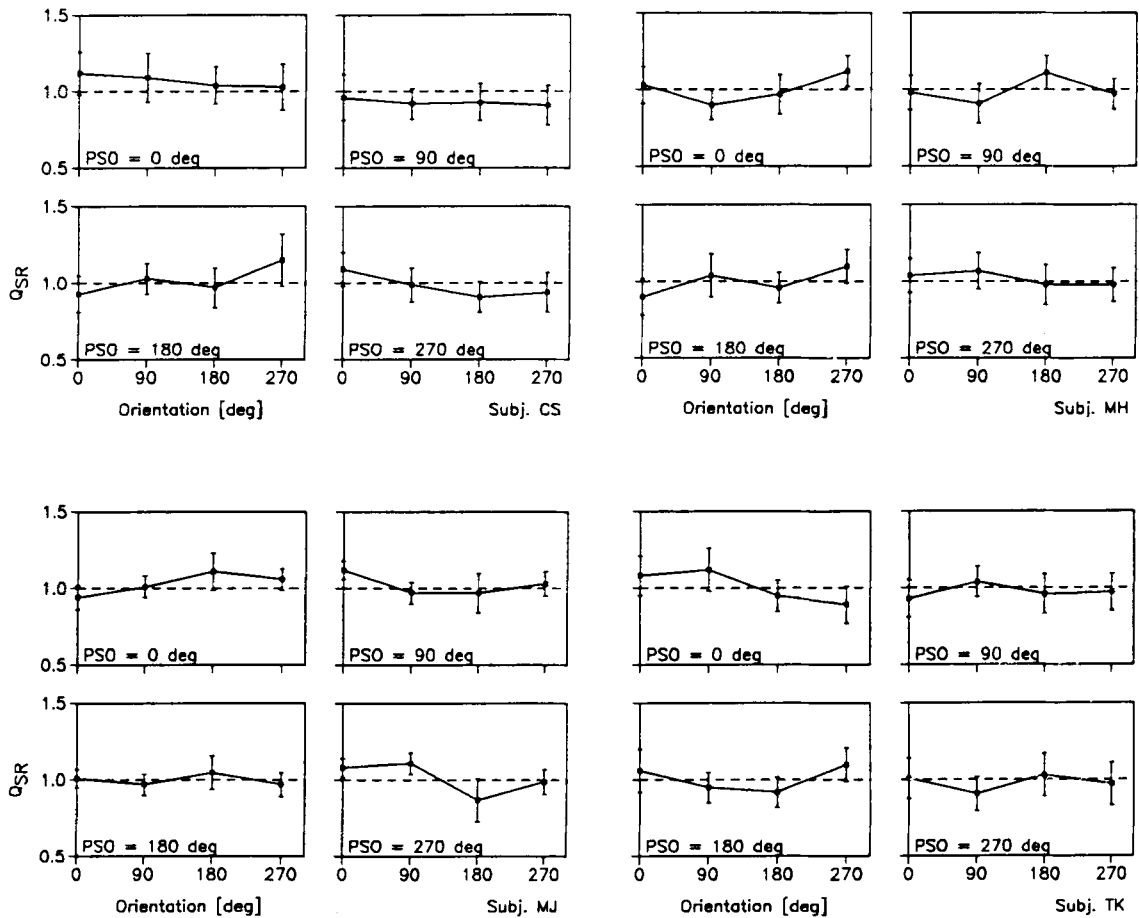 1.5
1.0
0.5
PSO = 0 deg
PSO = 90 deg
PSO = 0 deg
PSO = 90 deg
QSR
1.5
1.0
0.5
PSO = 180 deg
PSO = 270 deg
PSO = 180 deg
PSO = 270 deg
0 90 180 270
0 90 180 270
0 90 180 270
0 90 180 270
Orientation [deg]
Subj. CS
Orientation [deg]
Subj. MH
1.5
1.0
0.5
PSO = 0 deg
PSO = 90 deg
PSO = 0 deg
PSO = 90 deg
QSR
1.5
1.0
0.5
PSO = 180 deg
PSO = 270 deg
PSO = 180 deg
PSO = 270 deg
0 90 180 270
0 90 180 270
0 90 180 270
0 90 180 270
Orientation [deg]
Subj. MJ
Orientation [deg]
Subj. TK